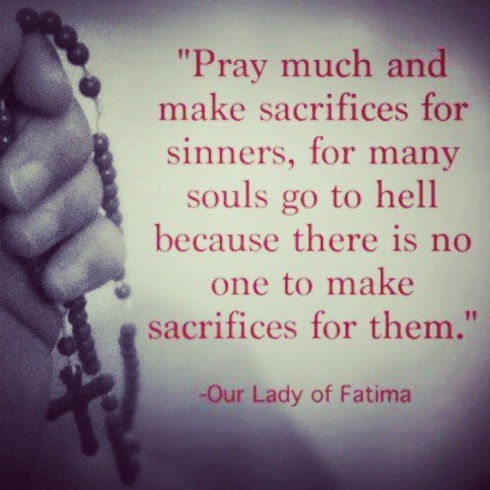 "Pray much and
make sacrifices for
sinners, for many
souls go to hell
because there is no
one to make
sacrifices for them."
-Our Lady of Fatima